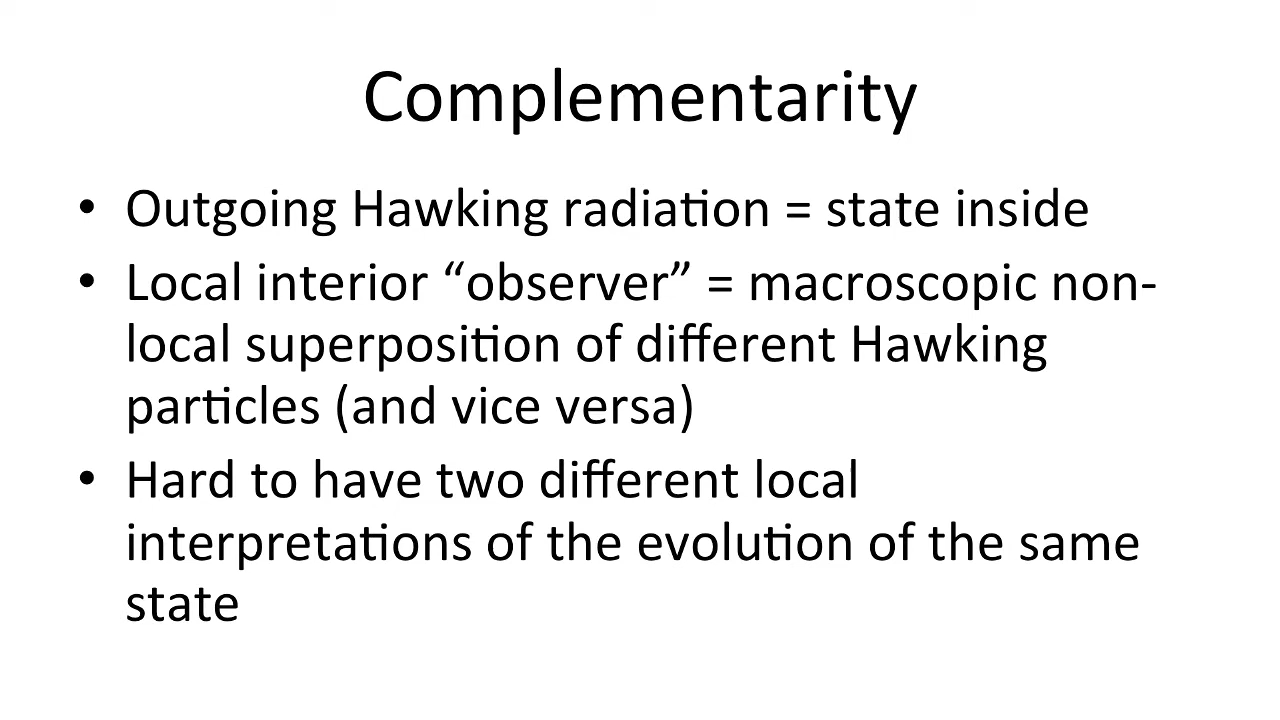 Complementarity
• Outgoing Hawking radiation = state inside
• Local interior “observer” = macroscopic non-
local superposition of different Hawking
particles (and vice versa)
• Hard to have two different local
interpretations of the evolution of the same
state